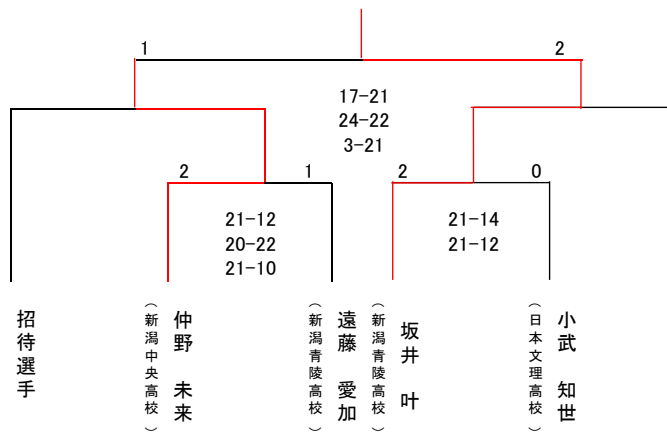 1
2
17-21
24-22
3-21
2
1
2
0
21-12
20-22
21-10
21-14
21-12
招待選手
仲野 未来
（新潟中央高校）
遠藤 愛加
（新潟青陵高校）
坂井 叶
（新潟青陵高校）
小武 知世
（日本文理高校）